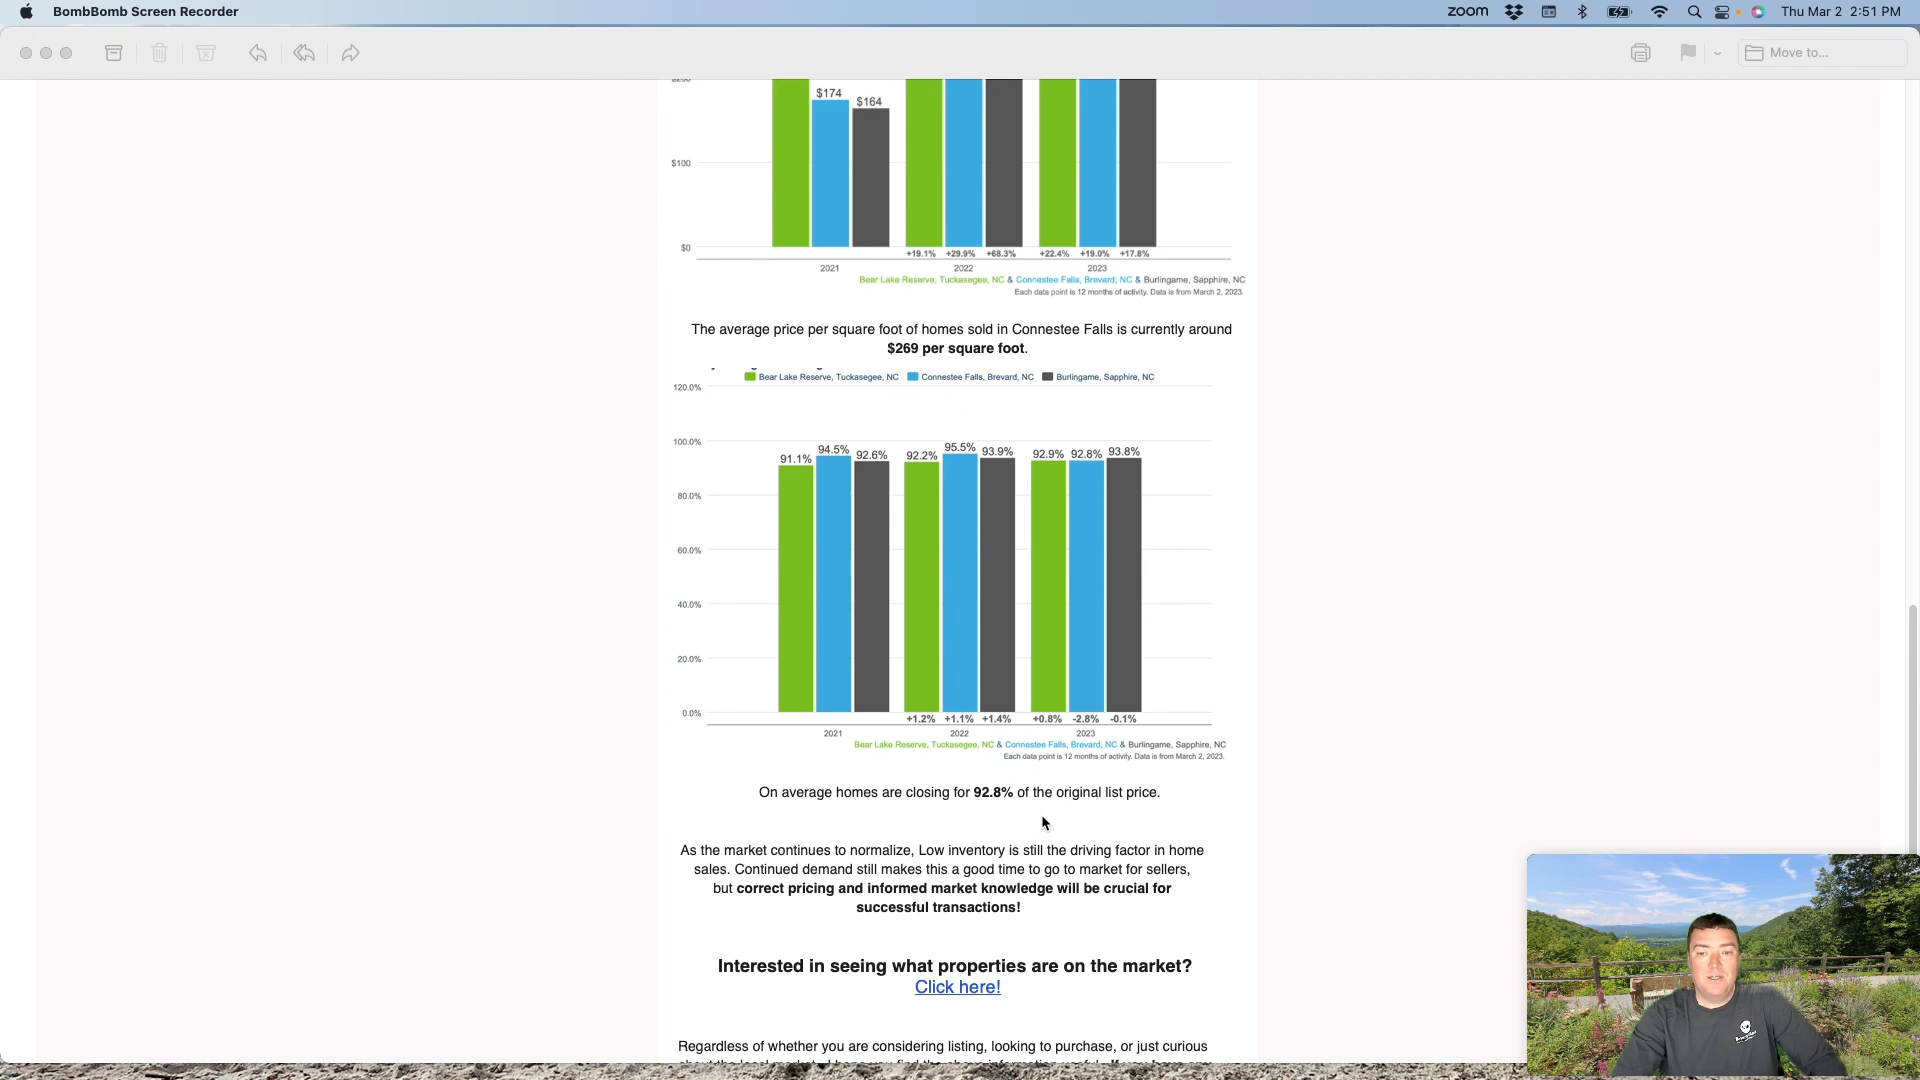 BombBomb Screen Recorder
zoom
Thu Mar 2 2:51 PM
Move to...
$200
$174
$164
$100
$0
+19.1% +29.9% +68.3% +22.4% +19.0% +17.8%
2021 2022 2023
Bear Lake Reserve, Tuckasegee, NC & Connestee Falls, Brevard, NC & Burlingame, Sapphire, NC
Each data point is 12 months of activity. Data is from March 2, 2023.
The average price per square foot of homes sold in Connestee Falls is currently around
$269 per square foot.
Bear Lake Reserve, Tuckasegee, NC Connestee Falls, Brevard, NC Burlingame, Sapphire, NC
120.0%
100.0%
91.1% 94.5% 92.6% 92.2% 95.5% 93.9% 92.9% 92.8% 93.8%
80.0%
60.0%
40.0%
20.0%
0.0%
+1.2% +1.1% +1.4% +0.8% -2.8% -0.1%
2021 2022 2023
Bear Lake Reserve, Tuckasegee, NC & Connestee Falls, Brevard, NC & Burlingame, Sapphire, NC
Each data point is 12 months of activity. Data is from March 2, 2023.
On average homes are closing for 92.8% of the original list price.
As the market continues to normalize, Low inventory is still the driving factor in home
sales. Continued demand still makes this a good time to go to market for sellers,
but correct pricing and informed market knowledge will be crucial for
successful transactions!
Interested in seeing what properties are on the market?
Click here!
Regardless of whether you are considering listing, looking to purchase, or just curious